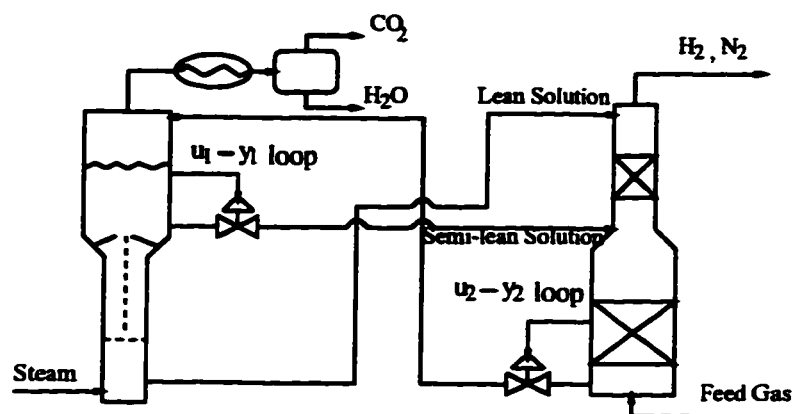 CO2
H2, N2
H2O
Lean Solution
u1 – y1 loop
Semi-lean Solution
u2 – y2 loop
Steam
Feed Gas